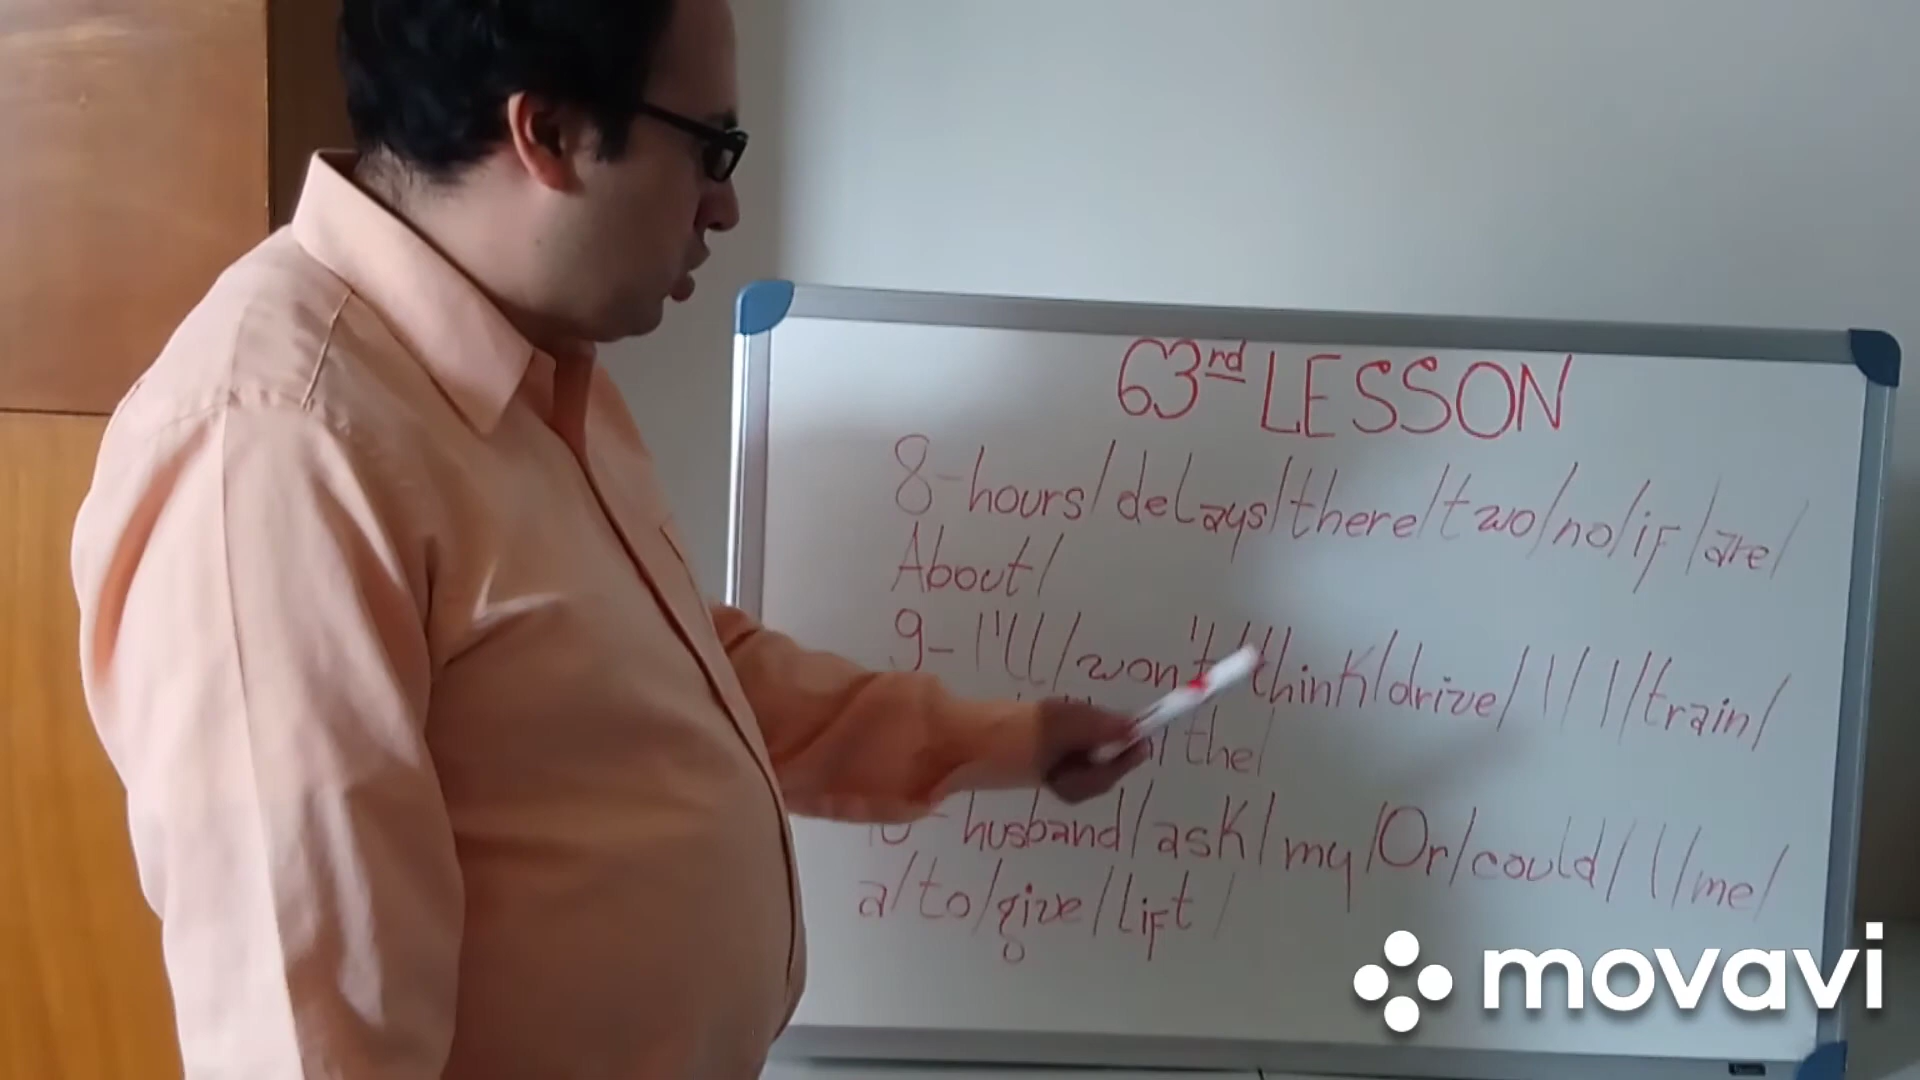 63rd LESSON
8-hours/delays/there/two/no/if/are/
About/
9-I'll/won't/think/drive/I/I/train/
/the/
10-husband/ask/my/Or/could/I/me/
a/to/give/lift/
movavi